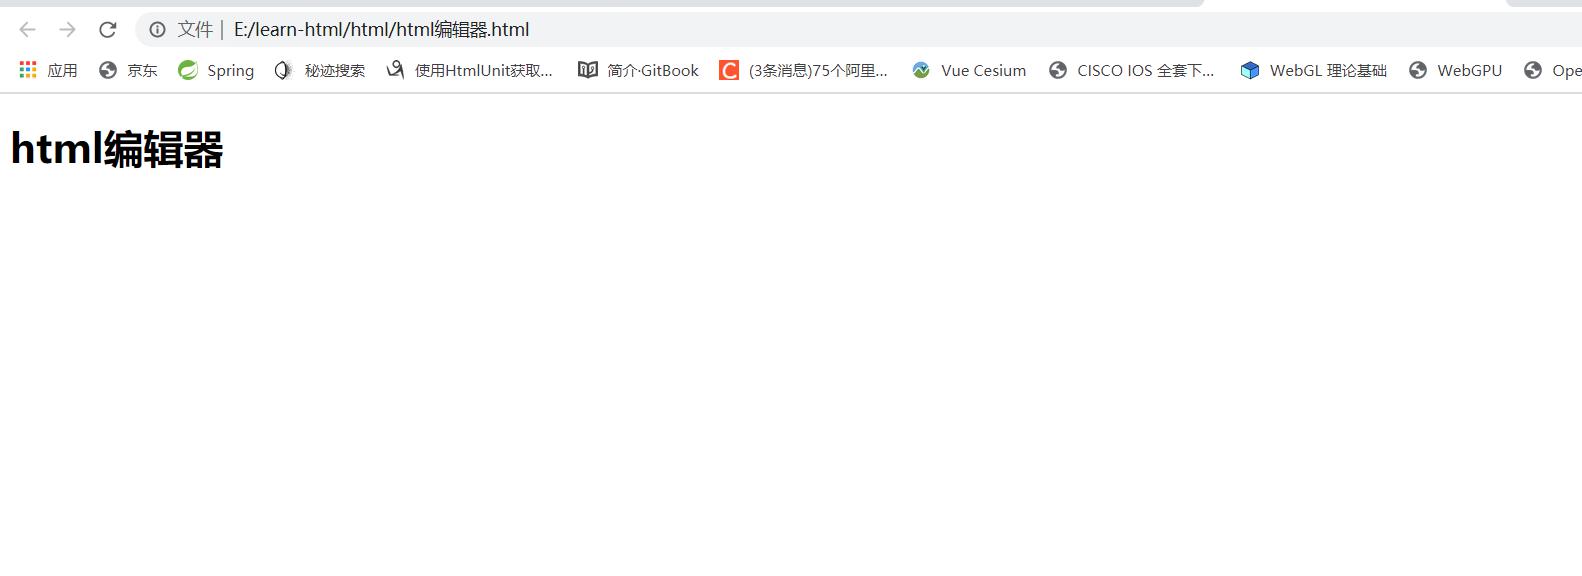 文件 | E:/learn-html/html/html编辑器.html
应用 京东 Spring 秘迹搜索 使用HtmlUnit获取... 简介·GitBook (3条消息)75个阿里... Vue Cesium CISCO IOS 全套下... WebGL 理论基础 WebGPU Ope
html编辑器